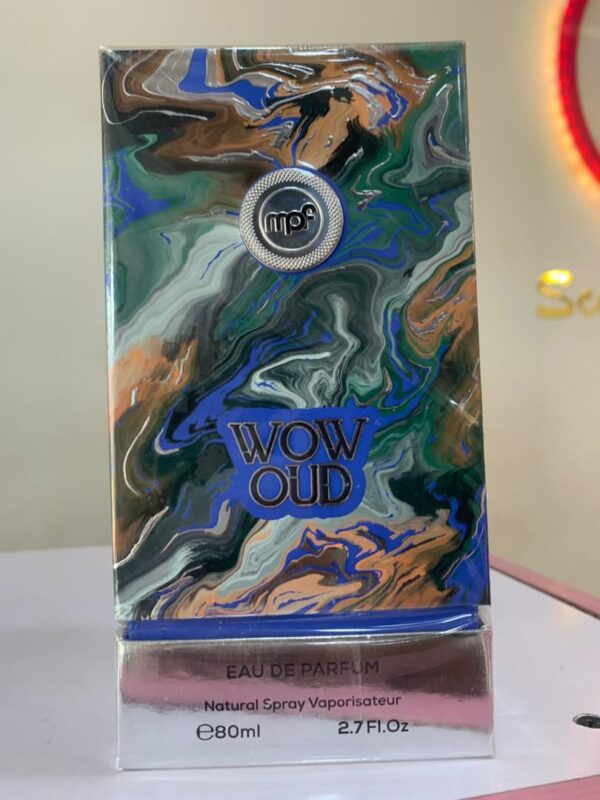 mpf
WOW
OUD
EAU DE PARFUM
Natural Spray Vaporisateur
℮80ml 2.7 Fl.Oz